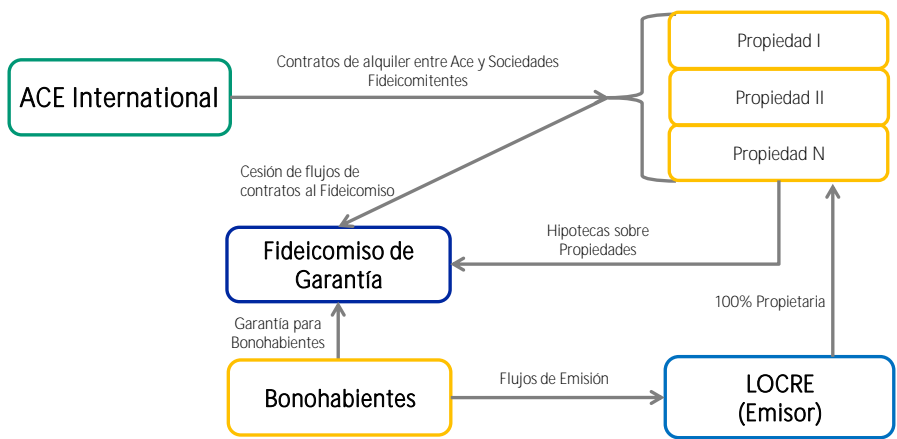 Propiedad I
Contratos de alquiler entre Ace y Sociedades
Fideicomitentes
ACE International
Propiedad II
Propiedad N
Cesión de flujos de
contratos al Fideicomiso
Hipotecas sobre
Propiedades
Fideicomiso de
Garantía
100% Propietaria
Garantía para
Bonohabientes
Flujos de Emisión
Bonohabientes
LOCRE
(Emisor)